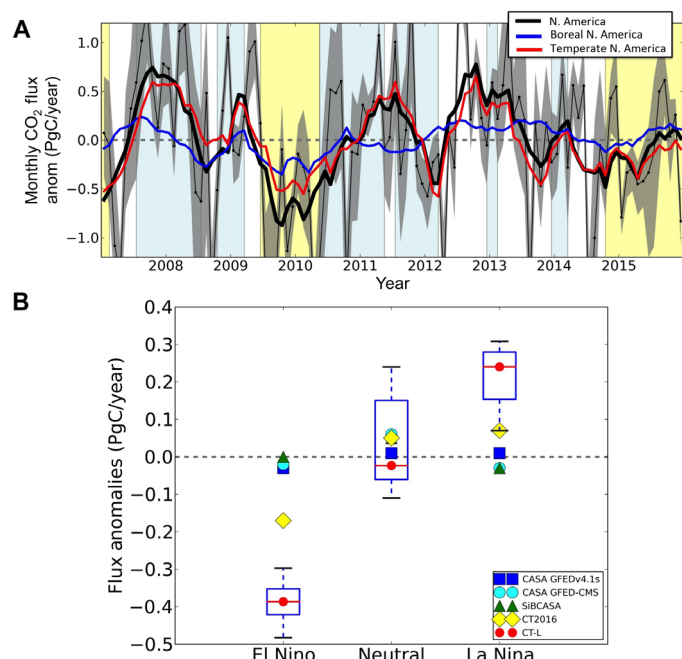 A
N. America
Boreal N. America
Temperate N. America
Monthly CO2 flux
anom (PgC/year)
1.0
0.5
0.0
−0.5
−1.0
2008 2009 2010 2011 2012 2013 2014 2015
Year
B
Flux anomalies (PgC/year)
0.4
0.3
0.2
0.1
0.0
−0.1
−0.2
−0.3
−0.4
−0.5
CASA GFEDv4.1s
CASA GFED-CMS
SiBCASA
CT2016
CT-L
El Nino Neutral La Nina